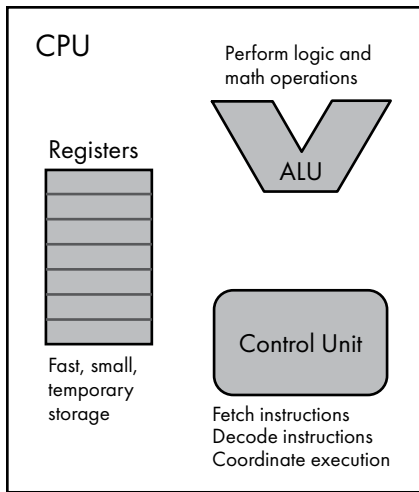 CPU
Perform logic and
math operations
ALU
Registers
Fast, small,
temporary
storage
Control Unit
Fetch instructions
Decode instructions
Coordinate execution